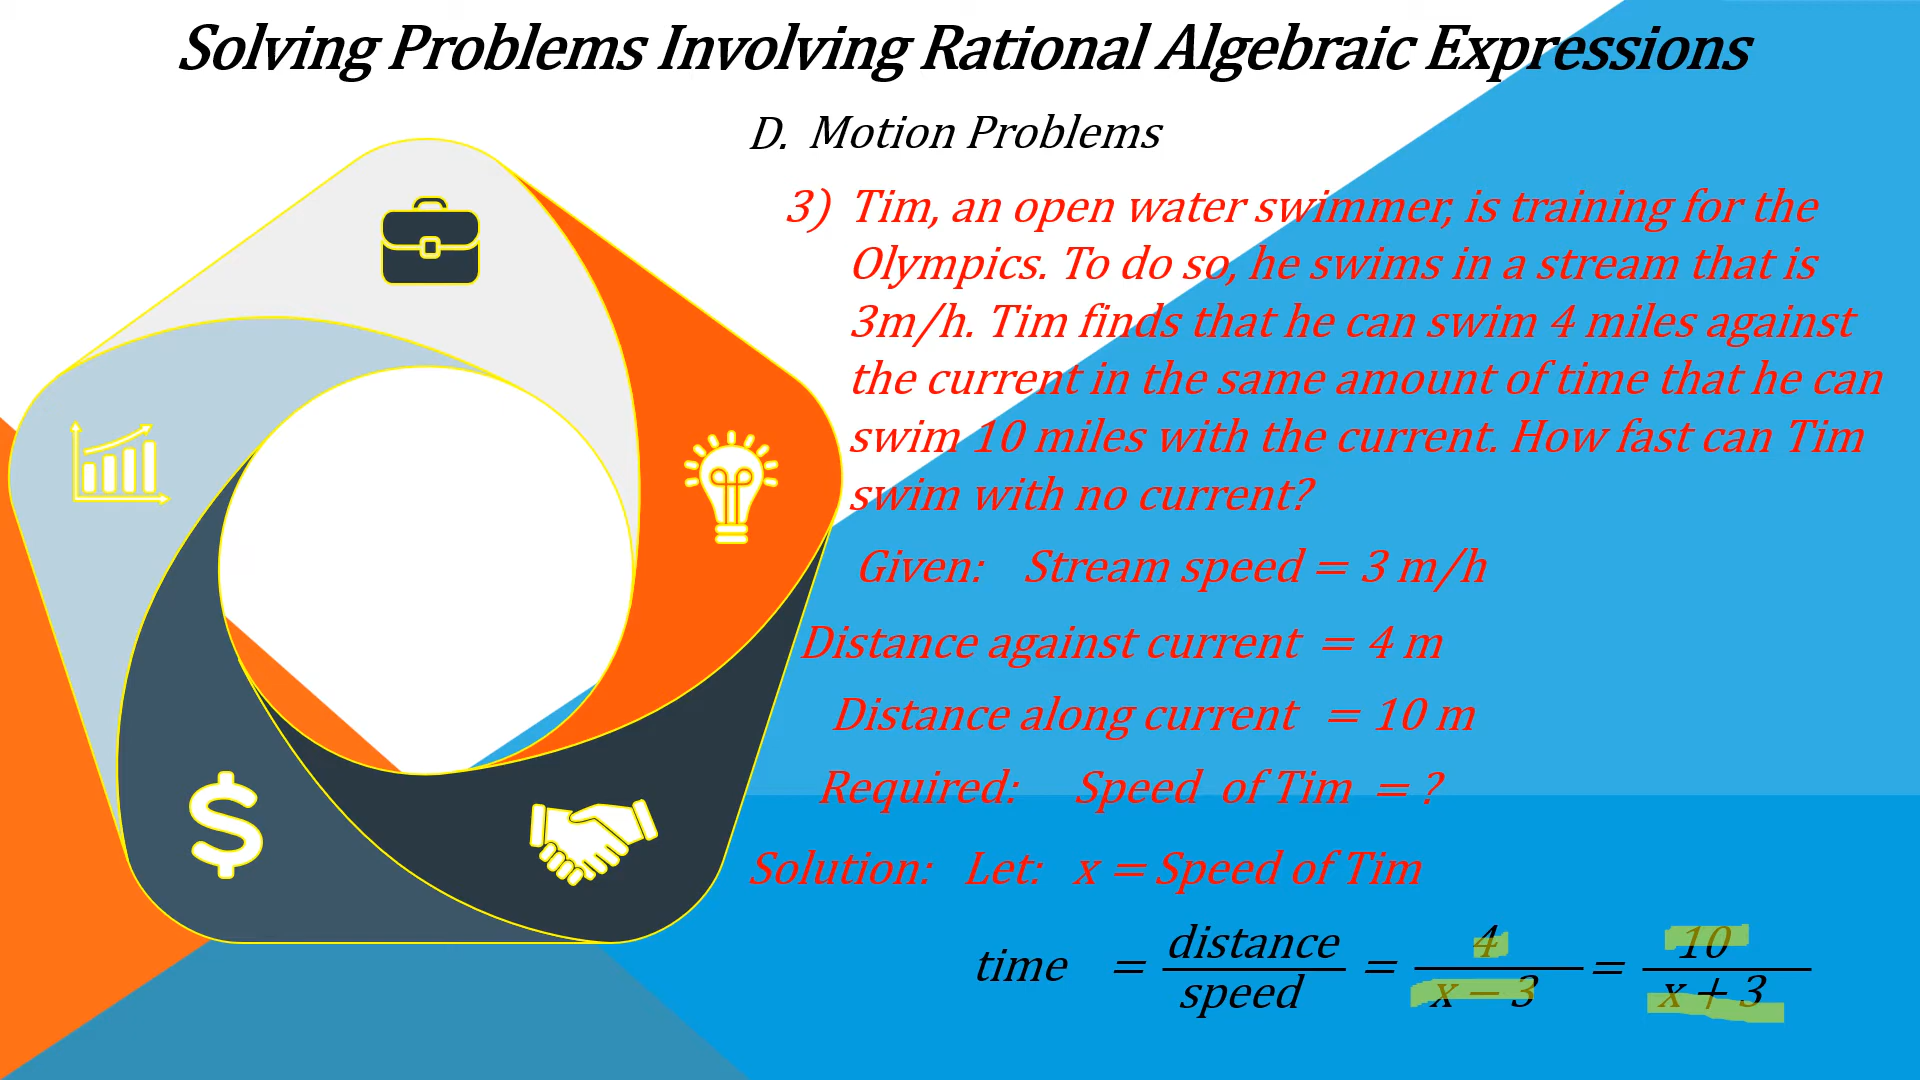 Solving Problems Involving Rational Algebraic Expressions
D. Motion Problems
3) Tim, an open water swimmer, is training for the
Olympics. To do so, he swims in a stream that is
3m/h. Tim finds that he can swim 4 miles against
the current in the same amount of time that he can
swim 10 miles with the current. How fast can Tim
swim with no current?
Given: Stream speed = 3 m/h
Distance against current = 4 m
Distance along current = 10 m
Required: Speed of Tim = ?
Solution: Let: x = Speed of Tim
time = distance/speed = 4/x − 3 = 10/x + 3
$